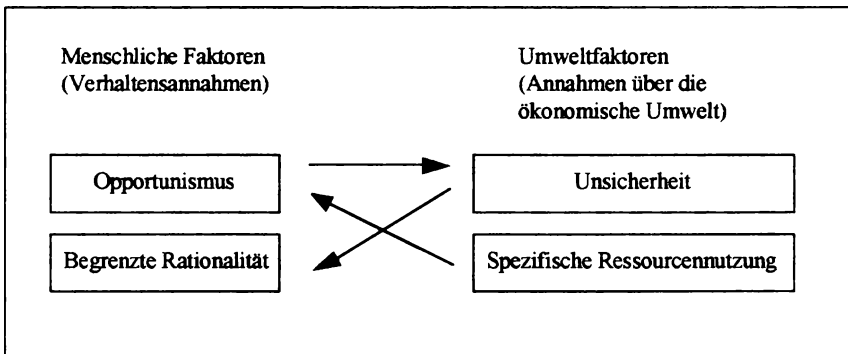 Menschliche Faktoren
(Verhaltensannahmen)
Umweltfaktoren
(Annahmen über die
ökonomische Umwelt)
Opportunismus
Unsicherheit
Begrenzte Rationalität
Spezifische Ressourcennutzung